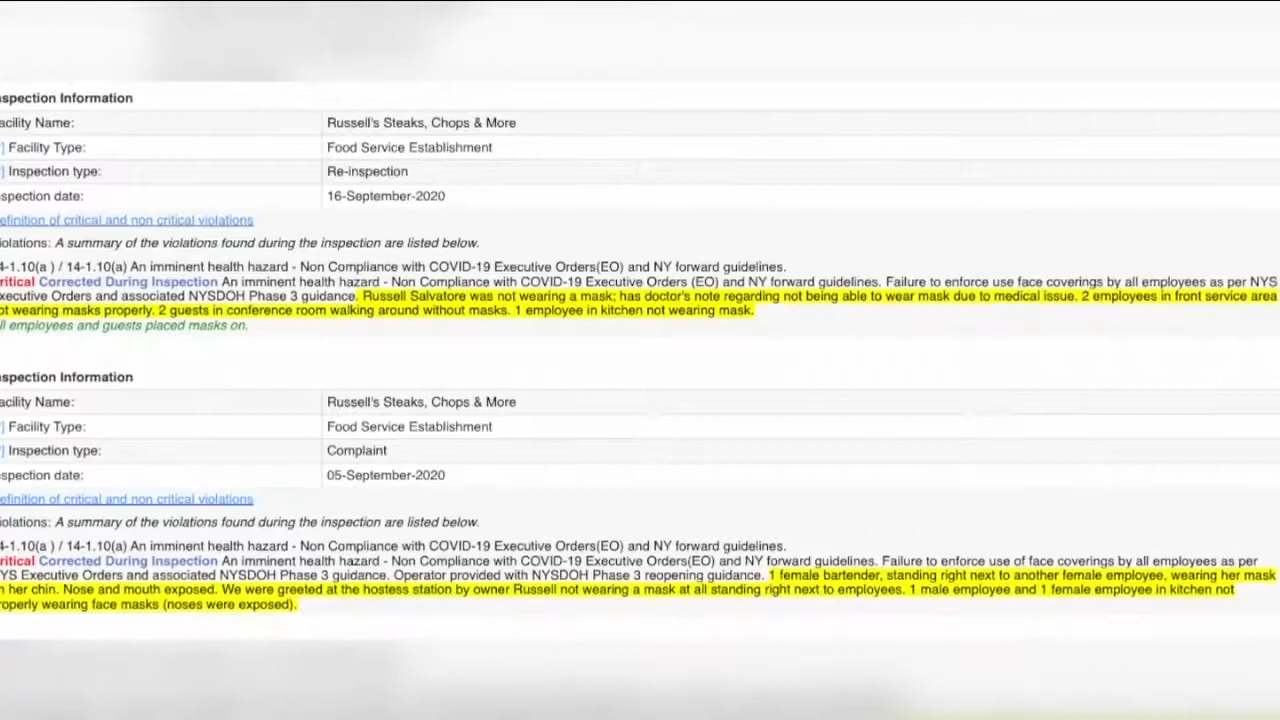 nspection Information
acility Name: Russell's Steaks, Chops & More
] Facility Type: Food Service Establishment
] Inspection type: Re-inspection
nspection date: 16-September-2020
efinition of critical and non critical violations
iolations: A summary of the violations found during the inspection are listed below.
4-1.10(a ) / 14-1.10(a) An imminent health hazard - Non Compliance with COVID-19 Executive Orders(EO) and NY forward guidelines.
ritical Corrected During Inspection An imminent health hazard - Non Compliance with COVID-19 Executive Orders (EO) and NY forward guidelines. Failure to enforce use face coverings by all employees as per NYS
xecutive Orders and associated NYSDOH Phase 3 guidance. Russell Salvatore was not wearing a mask; has doctor's note regarding not being able to wear mask due to medical issue. 2 employees in front service area
ot wearing masks properly. 2 guests in conference room walking around without masks. 1 employee in kitchen not wearing mask.
ll employees and guests placed masks on.
nspection Information
acility Name: Russell's Steaks, Chops & More
] Facility Type: Food Service Establishment
] Inspection type: Complaint
nspection date: 05-September-2020
efinition of critical and non critical violations
iolations: A summary of the violations found during the inspection are listed below.
4-1.10(a ) / 14-1.10(a) An imminent health hazard - Non Compliance with COVID-19 Executive Orders(EO) and NY forward guidelines.
ritical Corrected During Inspection An imminent health hazard - Non Compliance with COVID-19 Executive Orders(EO) and NY forward guidelines. Failure to enforce use of face coverings by all employees as per
YS Executive Orders and associated NYSDOH Phase 3 guidance. Operator provided with NYSDOH Phase 3 reopening guidance. 1 female bartender, standing right next to another female employee, wearing her mask
n her chin. Nose and mouth exposed. We were greeted at the hostess station by owner Russell not wearing a mask at all standing right next to employees. 1 male employee and 1 female employee in kitchen not
roperly wearing face masks (noses were exposed).